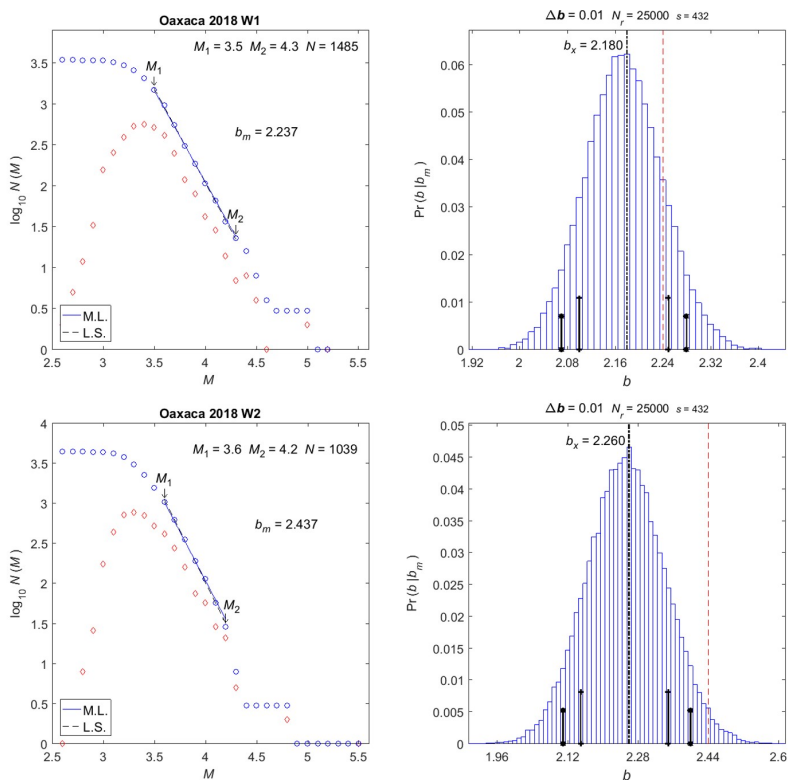 Oaxaca 2018 W1
M1 = 3.5 M2 = 4.3 N = 1485
M1
bm = 2.237
M2
M.L.
L.S.
log10 N (M)
4
3.5
3
2.5
2
1.5
1
0.5
0
2.5 3 3.5 4 4.5 5 5.5
M
Δb = 0.01 Nr = 25000 s = 432
bx = 2.180
Pr (b |bm)
0.06
0.05
0.04
0.03
0.02
0.01
0
1.92 2 2.08 2.16 2.24 2.32 2.4
b
Oaxaca 2018 W2
M1 = 3.6 M2 = 4.2 N = 1039
M1
bm = 2.437
M2
M.L.
L.S.
log10 N (M)
4
3.5
3
2.5
2
1.5
1
0.5
0
2.5 3 3.5 4 4.5 5 5.5
M
Δb = 0.01 Nr = 25000 s = 432
bx = 2.260
Pr (b |bm)
0.05
0.045
0.04
0.035
0.03
0.025
0.02
0.015
0.01
0.005
0
1.96 2.12 2.28 2.44 2.6
b